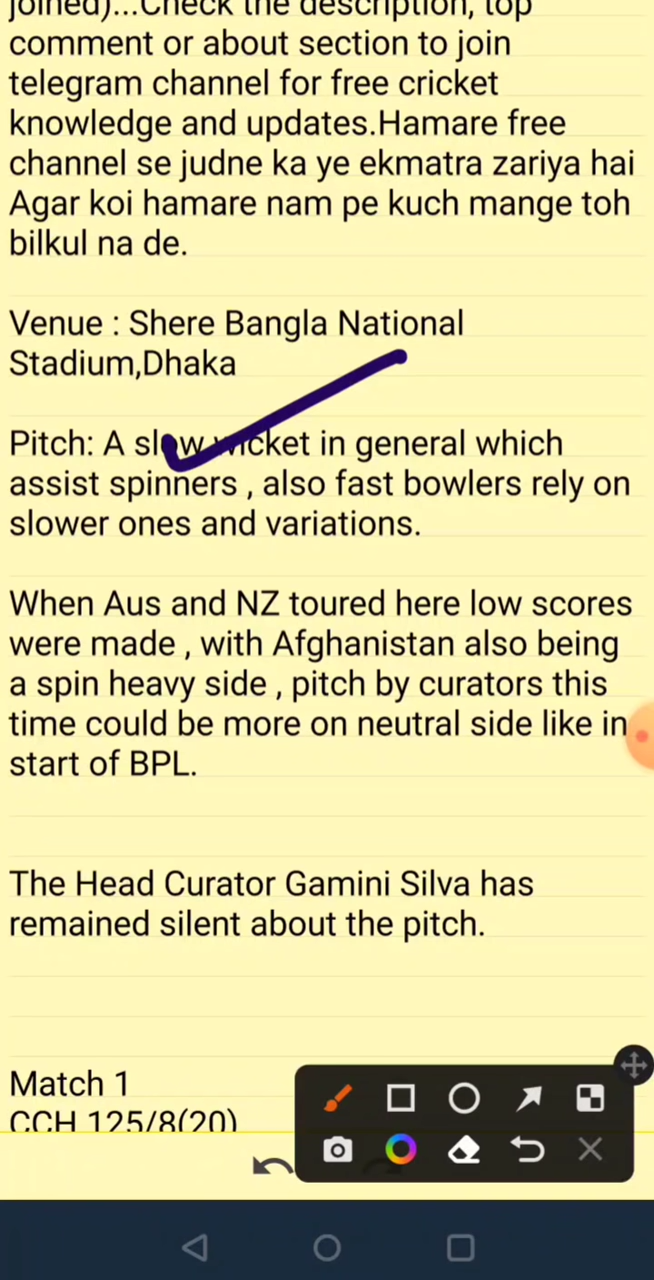 joined)...Check the description, top
comment or about section to join
telegram channel for free cricket
knowledge and updates.Hamare free
channel se judne ka ye ekmatra zariya hai
Agar koi hamare nam pe kuch mange toh
bilkul na de.
Venue : Shere Bangla National
Stadium,Dhaka
Pitch: A slow wicket in general which
assist spinners , also fast bowlers rely on
slower ones and variations.
When Aus and NZ toured here low scores
were made , with Afghanistan also being
a spin heavy side , pitch by curators this
time could be more on neutral side like in
start of BPL.
The Head Curator Gamini Silva has
remained silent about the pitch.
Match 1
CCH 125/8(20)